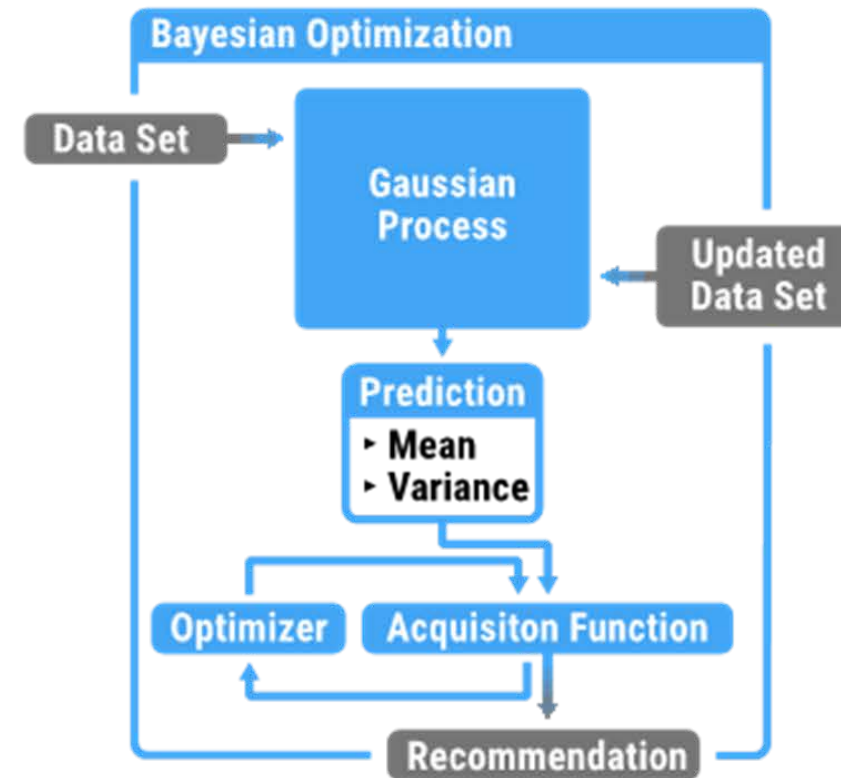 Bayesian Optimization
Data Set
Gaussian
Process
Updated
Data Set
Prediction
‣ Mean
‣ Variance
Optimizer
Acquisiton Function
Recommendation